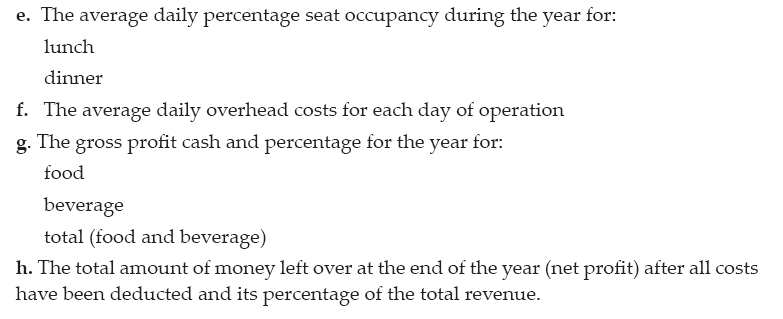 e. The average daily percentage seat occupancy during the year for:
lunch
dinner
f. The average daily overhead costs for each day of operation
g. The gross profit cash and percentage for the year for:
food
beverage
total (food and beverage)
h. The total amount of money left over at the end of the year (net profit) after all costs
have been deducted and its percentage of the total revenue.